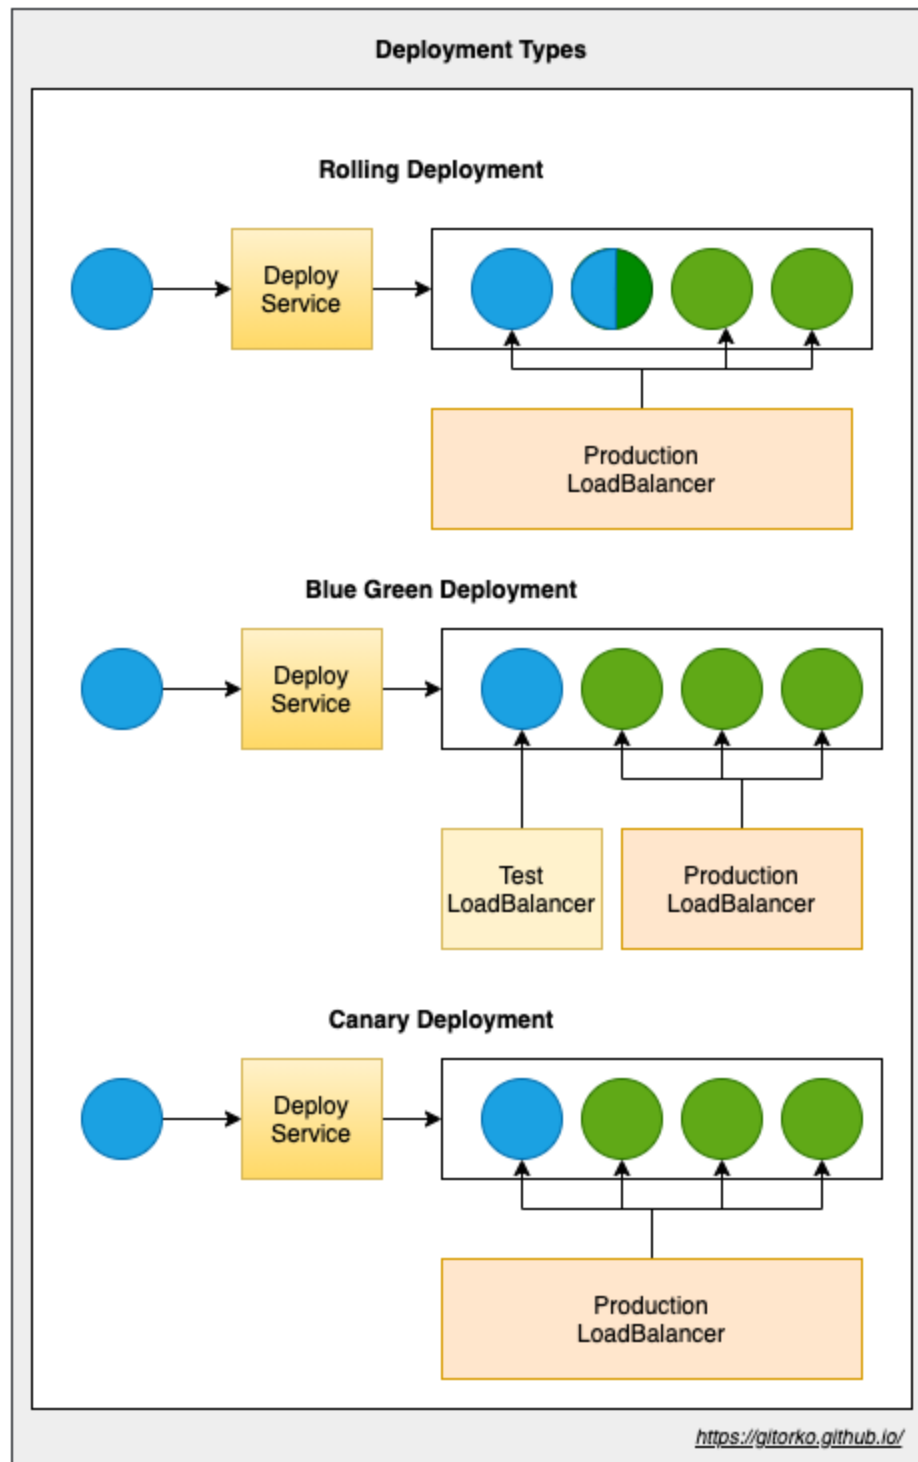 Deployment Types
Rolling Deployment
Deploy
Service
Production
LoadBalancer
Blue Green Deployment
Deploy
Service
Test
LoadBalancer
Production
LoadBalancer
Canary Deployment
Deploy
Service
Production
LoadBalancer
https://gitorko.github.io/